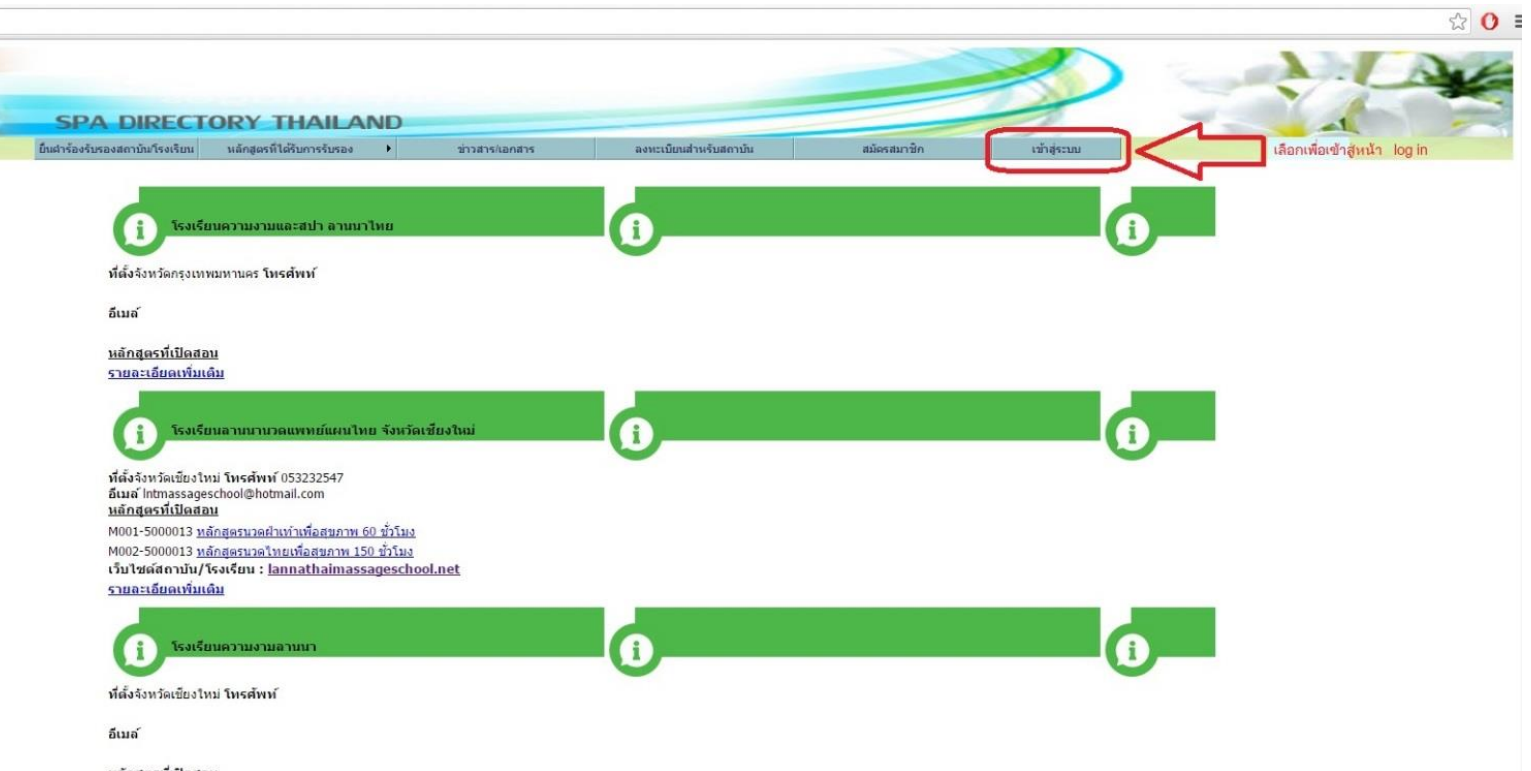 SPA DIRECTORY THAILAND
ยื่นคำร้องรับรองสถาบัน/โรงเรียน หลักสูตรที่ได้รับการรับรอง ข่าวสาร/เอกสาร ลงทะเบียนสำหรับสถาบัน สมัครสมาชิก เข้าสู่ระบบ เลือกเพื่อเข้าสู่หน้า log in
โรงเรียนความงามและสปา ลานนาไทย
ที่ตั้งจังหวัดกรุงเทพมหานคร โทรศัพท์
อีเมล์
หลักสูตรที่เปิดสอน
รายละเอียดเพิ่มเติม
โรงเรียนลานนานวดแพทย์แผนไทย จังหวัดเชียงใหม่
ที่ตั้งจังหวัดเชียงใหม่ โทรศัพท์ 053232547
อีเมล์ lntmassageschool@hotmail.com
หลักสูตรที่เปิดสอน
M001-5000013 หลักสูตรนวดฝ่าเท้าเพื่อสุขภาพ 60 ชั่วโมง
M002-5000013 หลักสูตรนวดไทยเพื่อสุขภาพ 150 ชั่วโมง
เว็บไซต์สถาบัน/โรงเรียน : lannathaimassageschool.net
รายละเอียดเพิ่มเติม
โรงเรียนความงามลานนา
ที่ตั้งจังหวัดเชียงใหม่ โทรศัพท์
อีเมล์